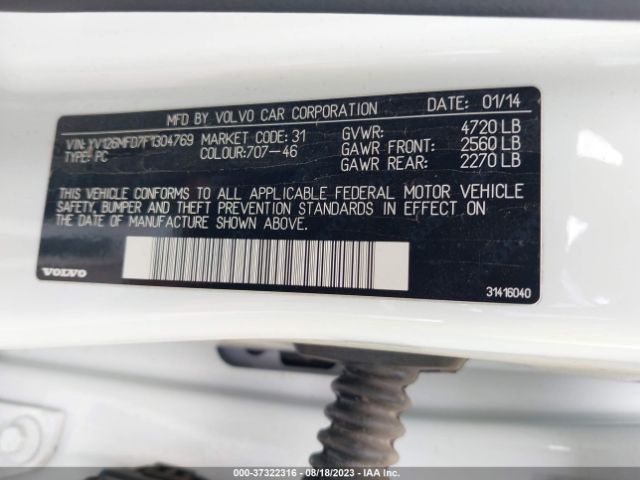 MFD BY VOLVO CAR CORPORATION DATE: 01/14
VIN: YV126MFD7F1304769 MARKET CODE: 31 GVWR: 4720 LB
TYPE: PC COLOUR: 707-46 GAWR FRONT: 2560 LB
GAWR REAR: 2270 LB
THIS VEHICLE CONFORMS TO ALL APPLICABLE FEDERAL MOTOR VEHICLE
SAFETY, BUMPER AND THEFT PREVENTION STANDARDS IN EFFECT ON
THE DATE OF MANUFACTURE SHOWN ABOVE.
VOLVO
31416040
000-37322316 - 08/18/2023 - IAA Inc.